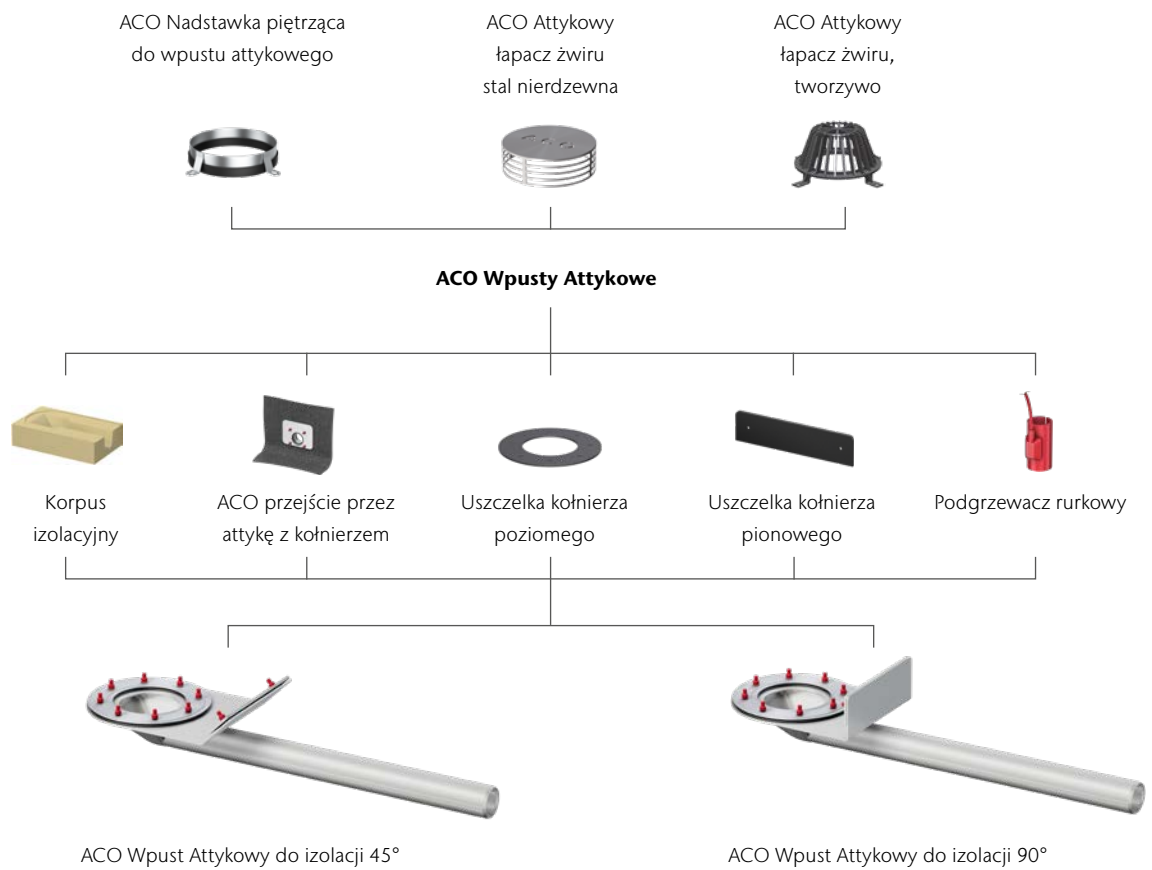 ACO Nadstawka piętrząca
do wpustu attykowego
ACO Attykowy
łapacz żwiru
stal nierdzewna
ACO Attykowy
łapacz żwiru,
tworzywo
ACO
ACO Wpusty Attykowe
Korpus
izolacyjny
ACO przejście przez
attykę z kołnierzem
Uszczelka kołnierza
poziomego
Uszczelka kołnierza
pionowego
Podgrzewacz rurkowy
ACO Wpust Attykowy do izolacji 45°
ACO Wpust Attykowy do izolacji 90°